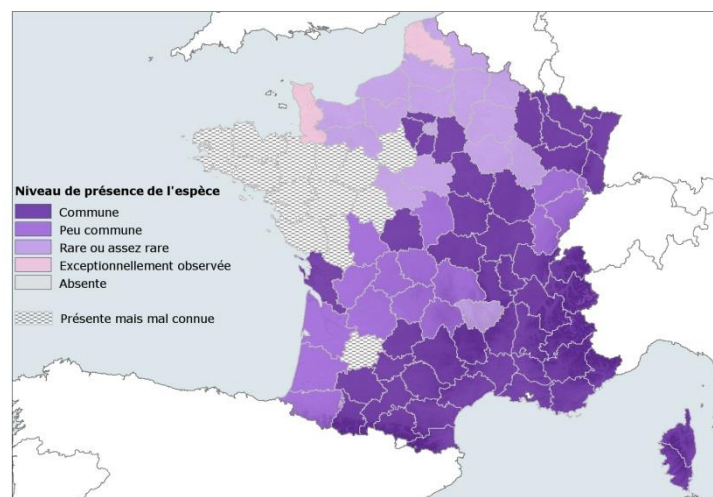 Niveau de présence de l'espèce
Commune
Peu commune
Rare ou assez rare
Exceptionnellement observée
Absente
Présente mais mal connue